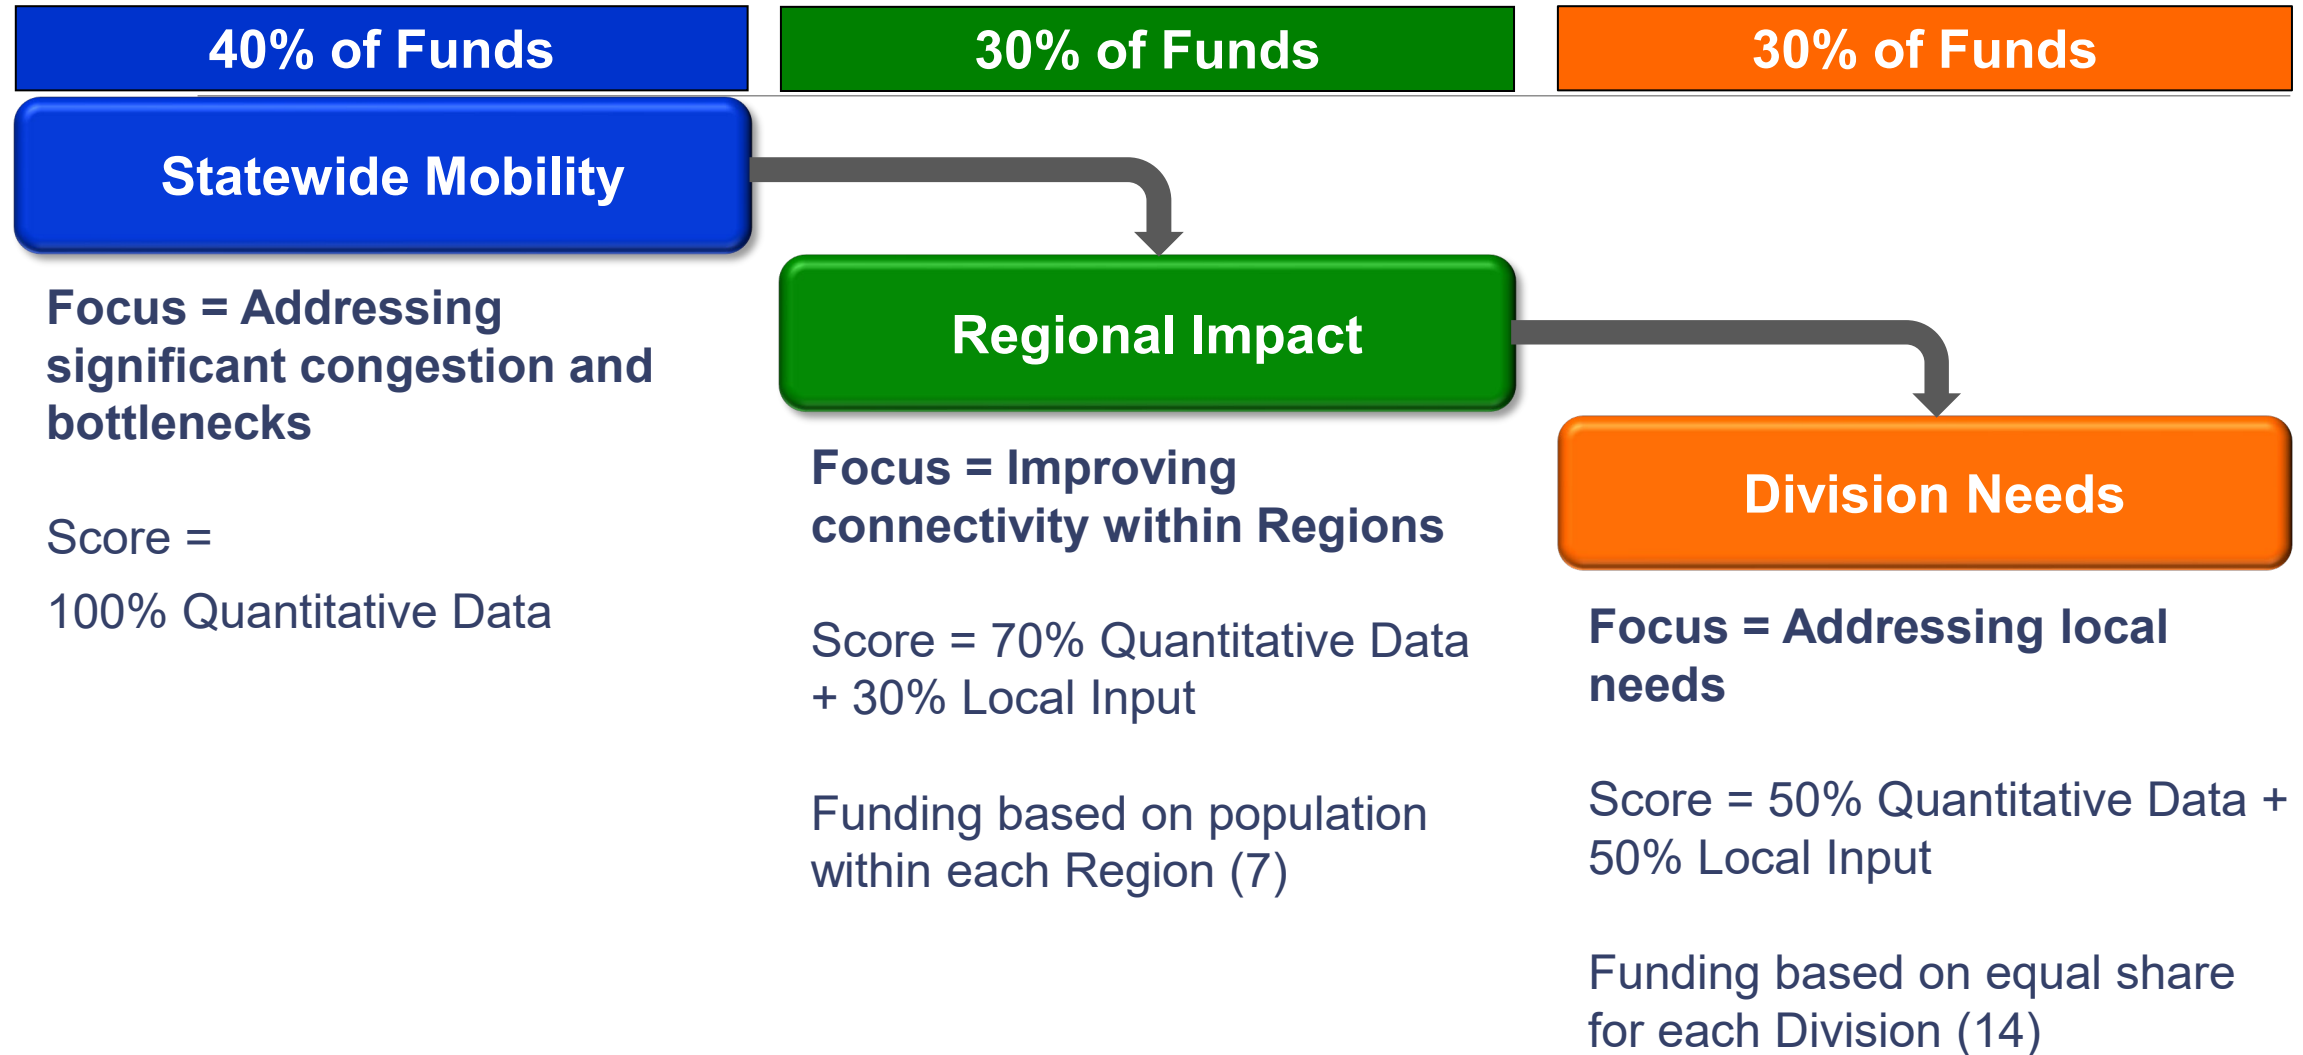 40% of Funds
30% of Funds
30% of Funds
Statewide Mobility
Focus = Addressing
significant congestion and
bottlenecks
Score =
100% Quantitative Data
Regional Impact
Focus = Improving
connectivity within Regions
Score = 70% Quantitative Data
+ 30% Local Input
Funding based on population
within each Region (7)
Division Needs
Focus = Addressing local
needs
Score = 50% Quantitative Data +
50% Local Input
Funding based on equal share
for each Division (14)